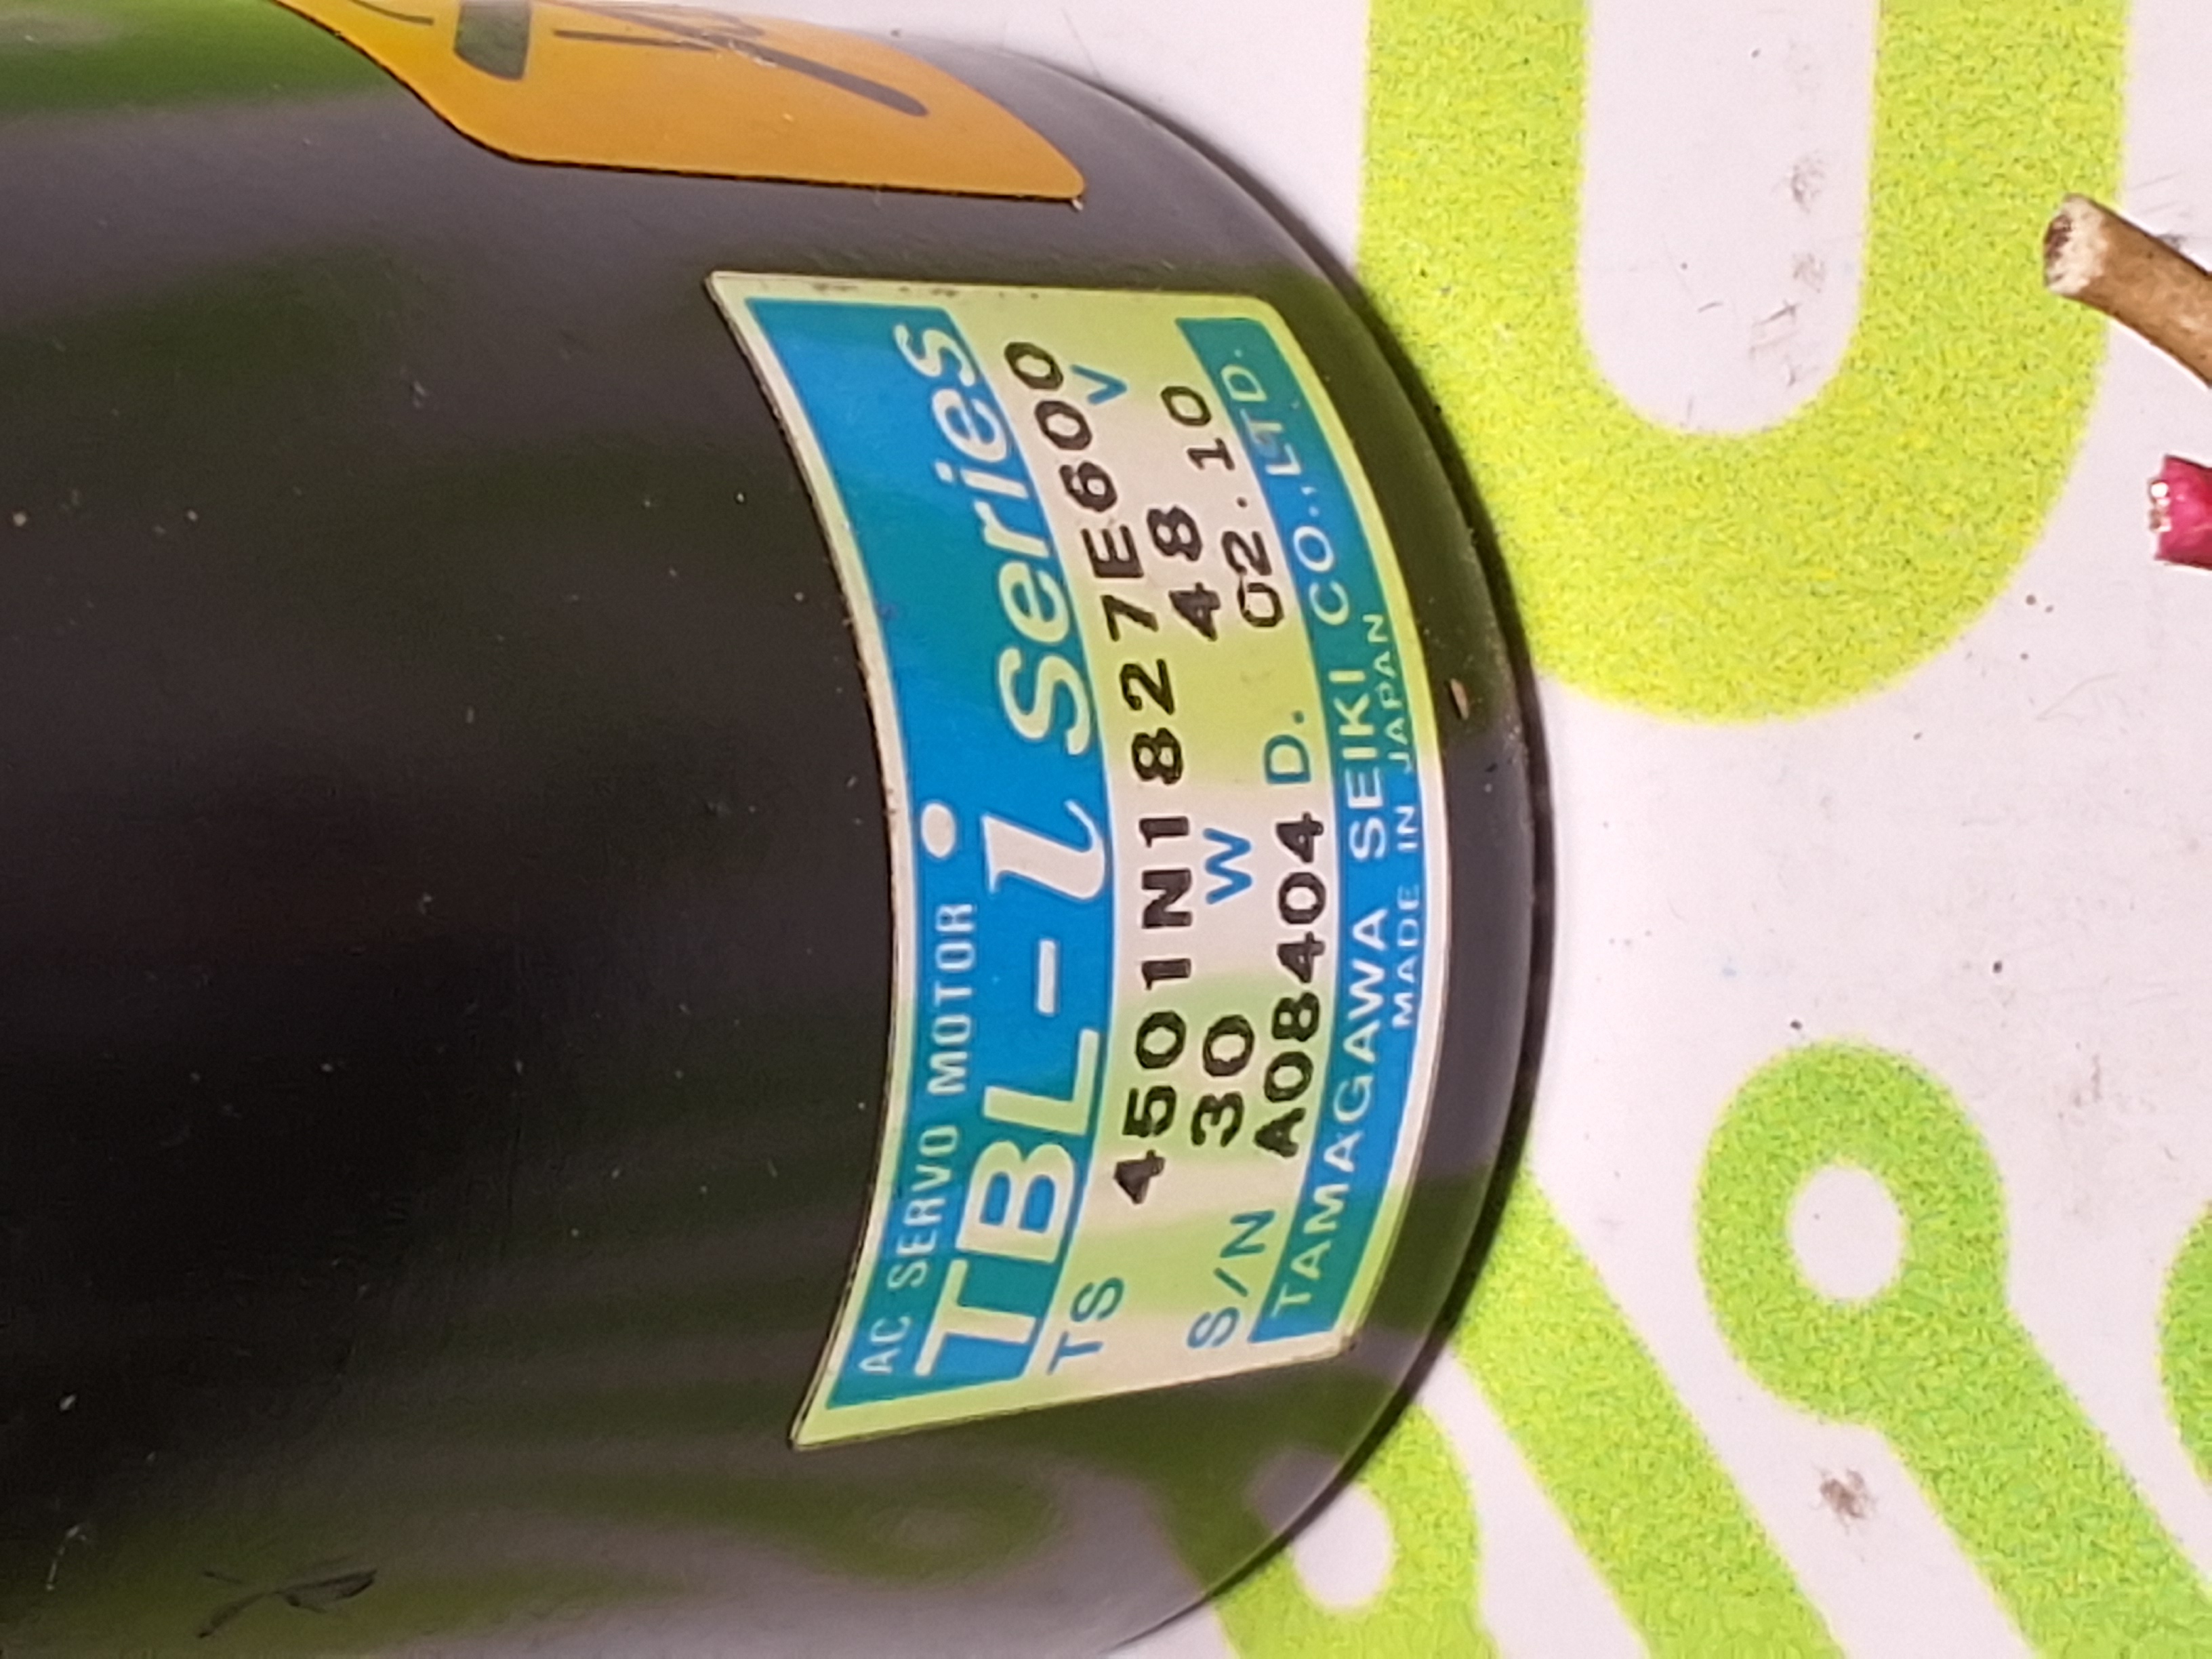 AC SERVO MOTOR
TBL-i Series
TS 4501N1827E600
30 W 48 V
S/N A08404 D. 02.10
TAMAGAWA SEIKI CO.,LTD.
MADE IN JAPAN